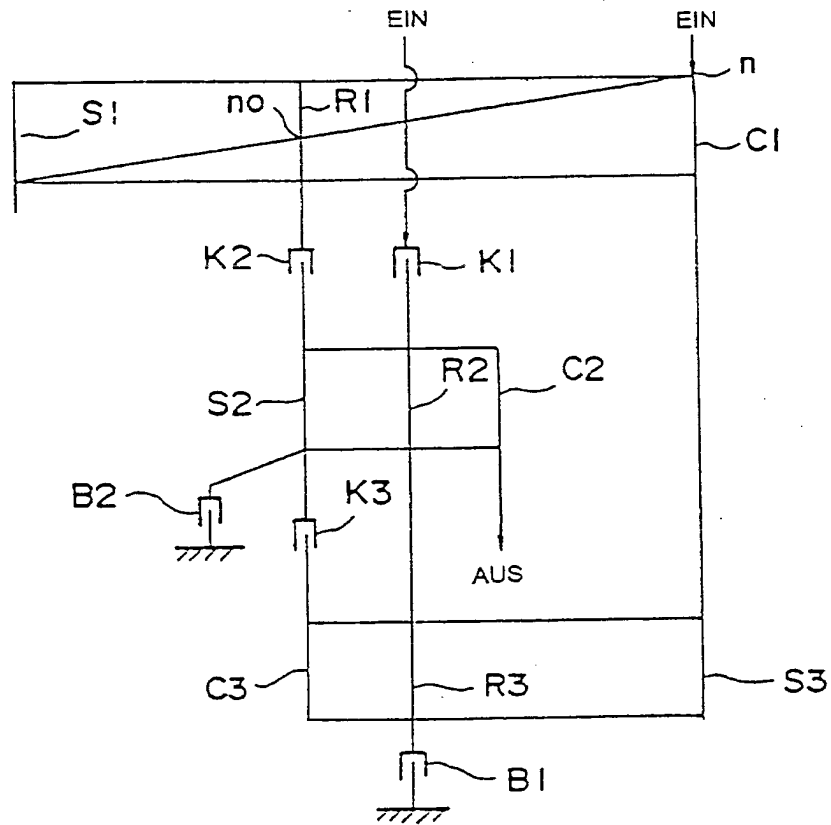 EIN EIN
n
S1 no R1
C1
K2 K1
R2 C2
S2
B2 K3
AUS
C3 R3 S3
B1